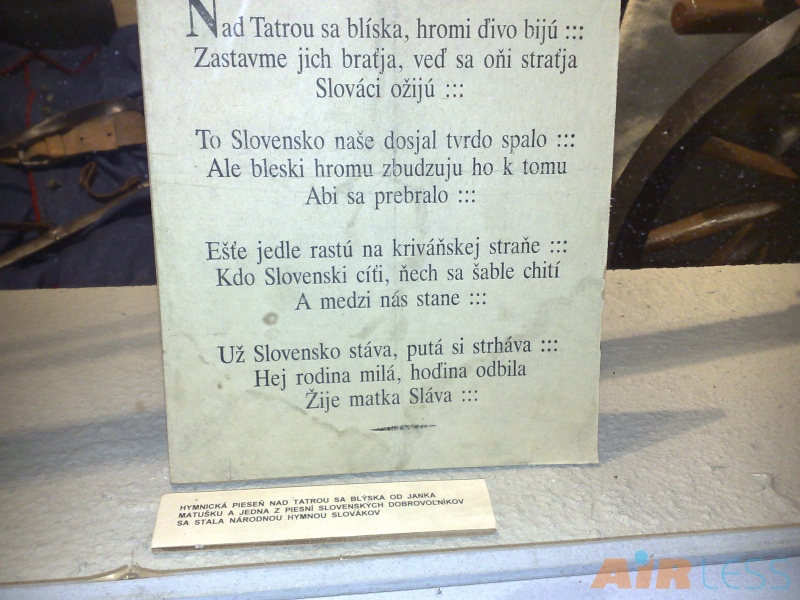 Nad Tatrou sa blíska, hromi ďivo bijú :::
Zastavme jich braťja, veď sa oňi straťja
Slováci ožijú :::
To Slovensko naše dosjal tvrdo spalo :::
Ale bleski hromu zbudzuju ho k tomu
Abi sa prebralo :::
Ešťe jedle rastú na kriváňskej straňe :::
Kdo Slovenski cíťi, ňech sa šable chití
A medzi nás stane :::
Už Slovensko stáva, putá si strháva :::
Hej rodina milá, hoďina odbila
Žije matka Sláva :::
HYMNICKÁ PIESEŇ NAD TATROU SA BLÝSKA OD JANKA
MATUŠKU A JEDNA Z PIESNÍ SLOVENSKÝCH DOBROVOĽNÍKOV
SA STALA NÁRODNOU HYMNOU SLOVÁKOV
AiRLESS